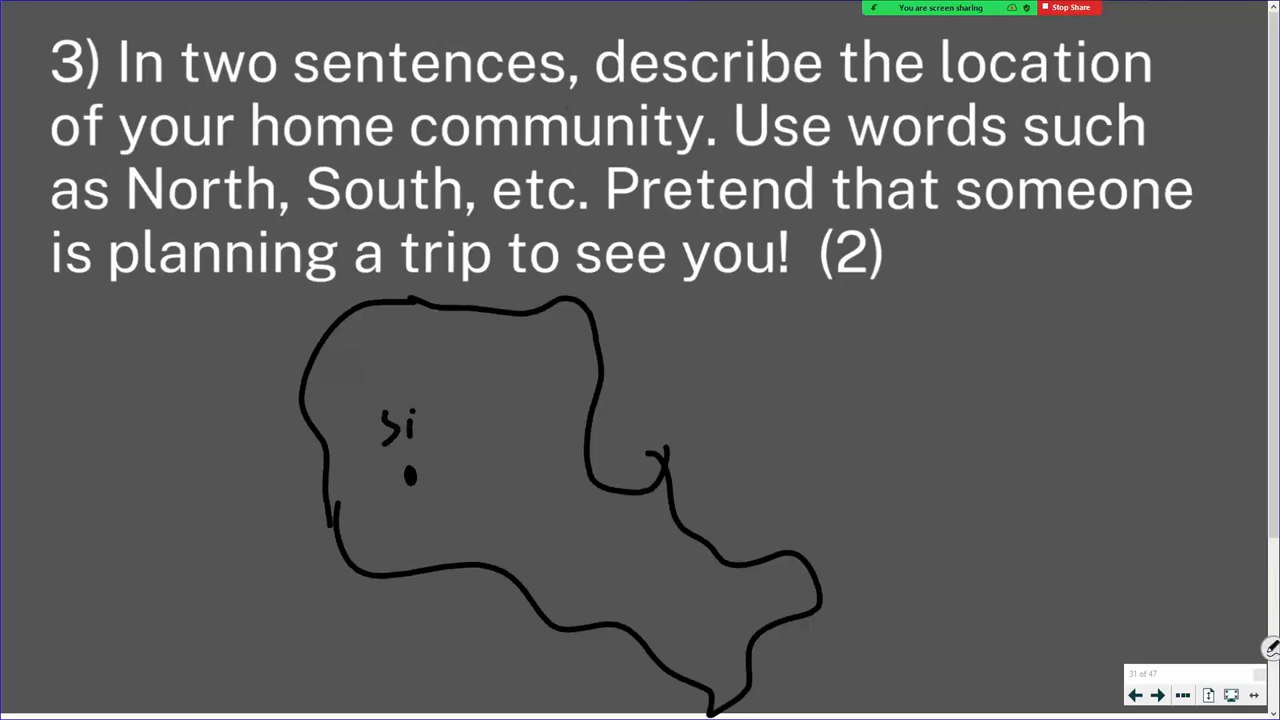 You are screen sharing
Stop Share
3) In two sentences, describe the location
of your home community. Use words such
as North, South, etc. Pretend that someone
is planning a trip to see you! (2)
si
31 of 47